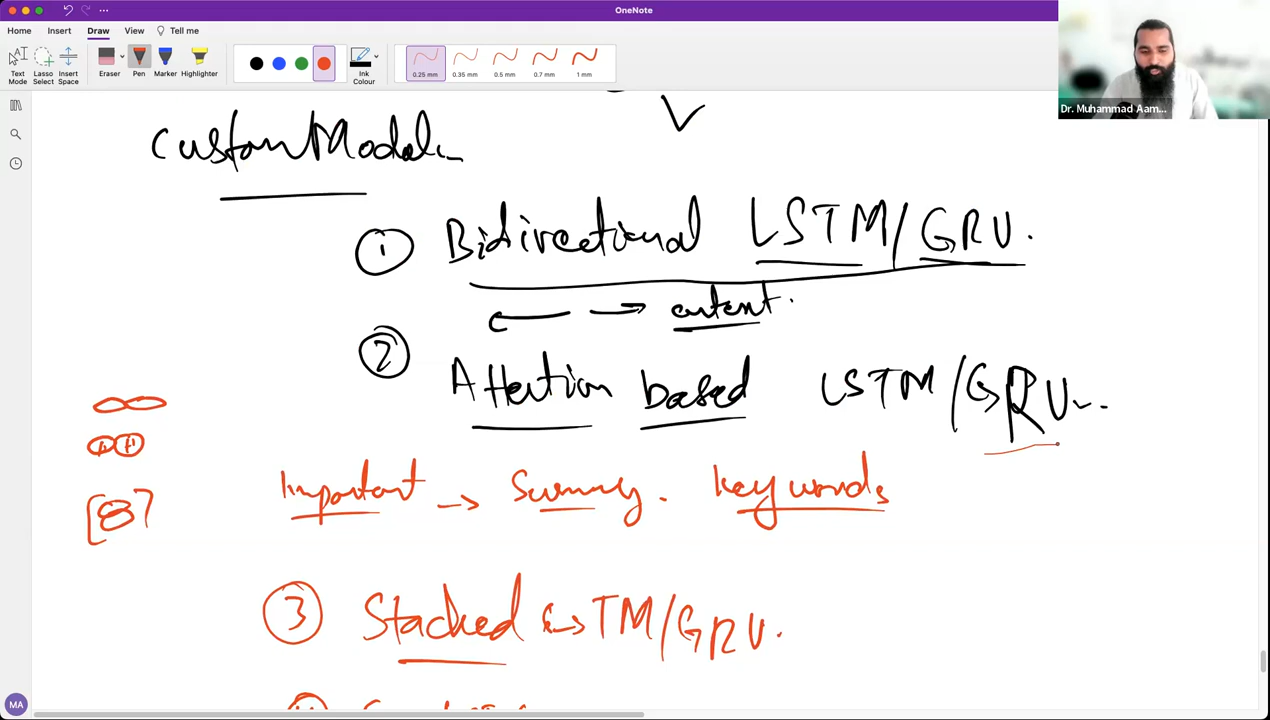 OneNote
Home Insert Draw View Tell me
Text Mode Lasso Select Insert Space Eraser Pen Marker Highlighter 0.25 mm 0.35 mm 0.5 mm 0.7 mm 1 mm Ink Colour
Dr. Muhammad Aam...
Custom Models
① Bidirectional LSTM/GRU.
② Attention based LSTM/GRU
Important → Summary. Keywords
③ Stacked LSTM/GRU.
MA